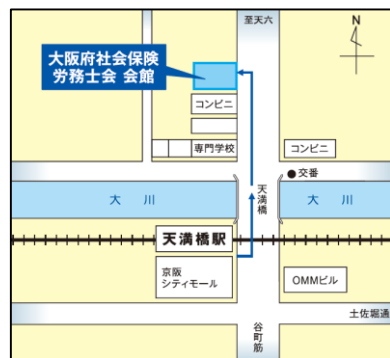 至天六
N
大阪府社会保険
労務士会 会館
コンビニ
専門学校
コンビニ
交番
大川
天満橋
大川
天満橋駅
京阪
シティモール
OMMビル
土佐堀通
谷町筋